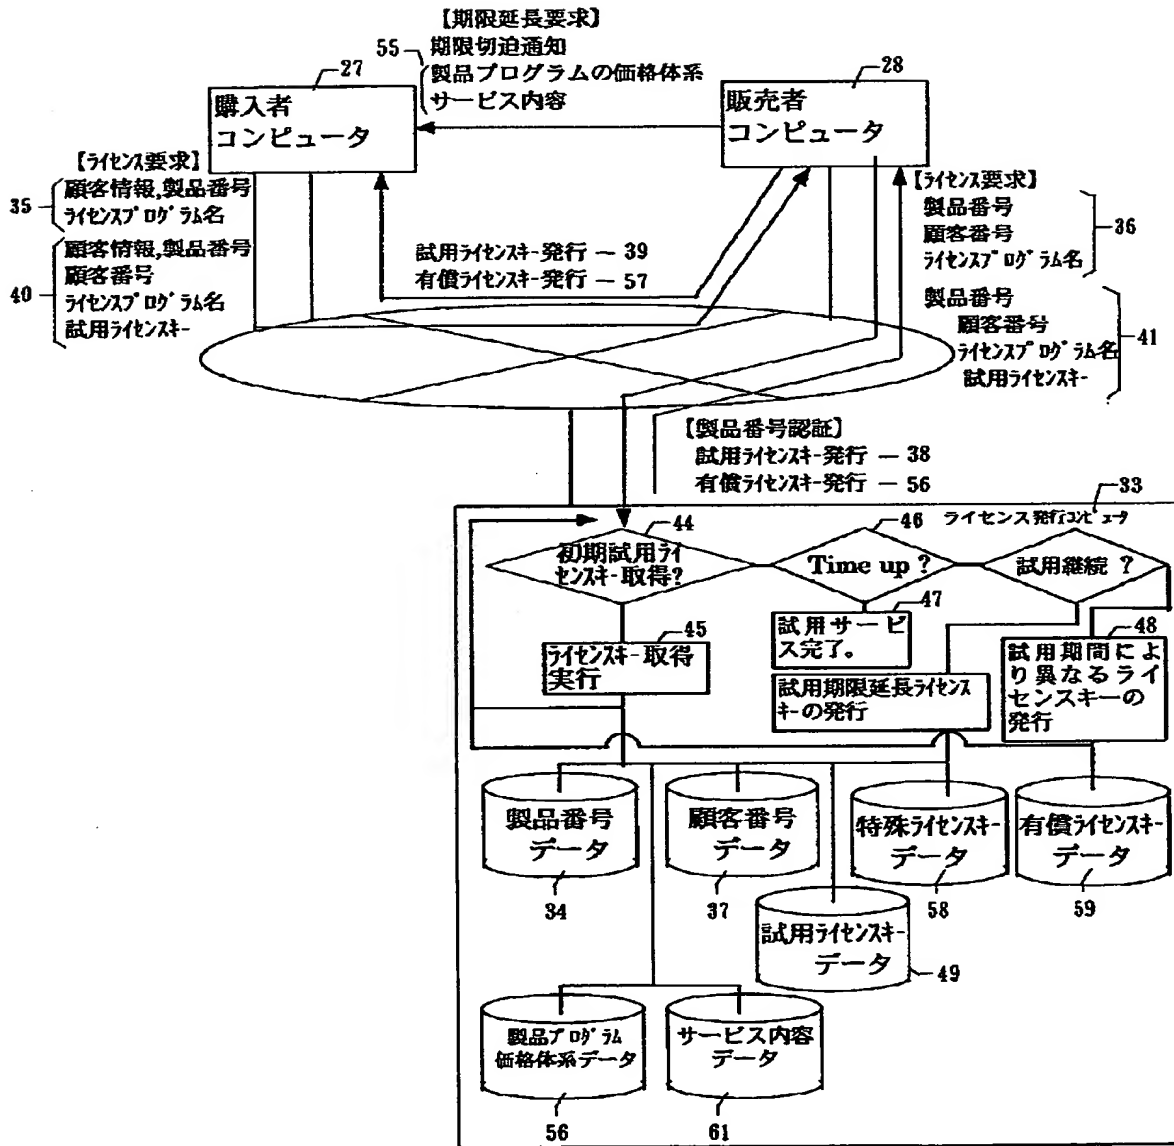 【期限延長要求】
55
期限切迫通知
製品プログラムの価格体系
サービス内容
27
購入者
コンピュータ
28
販売者
コンピュータ
【ライセンス要求】
35
顧客情報,製品番号
ライセンスプログラム名
40
顧客情報,製品番号
顧客番号
ライセンスプログラム名
試用ライセンスキー
試用ライセンスキー発行 ー 39
有償ライセンスキー発行 ー 57
【ライセンス要求】
製品番号
顧客番号
ライセンスプログラム名
36
製品番号
顧客番号
ライセンスプログラム名
試用ライセンスキー
41
【製品番号認証】
試用ライセンスキー発行 ー 38
有償ライセンスキー発行 ー 56
33
ライセンス発行コンピュータ
44
初期試用ライ
センスキー取得?
46
Time up ?
試用継続 ?
45
ライセンスキー取得
実行
47
試用サービ
ス完了。
試用期限延長ライセンス
キーの発行
48
試用期間によ
り異なるライ
センスキーの
発行
製品番号
データ
34
顧客番号
データ
37
特殊ライセンスキー
データ
58
有償ライセンスキー
データ
59
試用ライセンスキー
データ
49
製品プログラム
価格体系データ
56
サービス内容
データ
61